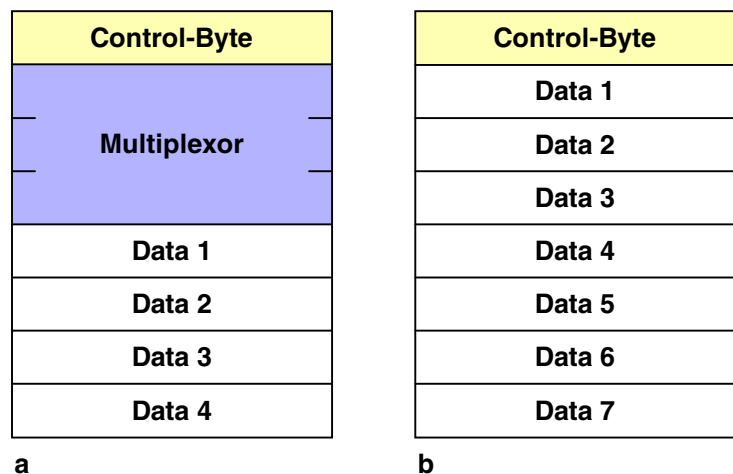 Control-Byte
Multiplexor
Data 1
Data 2
Data 3
Data 4
a
Control-Byte
Data 1
Data 2
Data 3
Data 4
Data 5
Data 6
Data 7
b